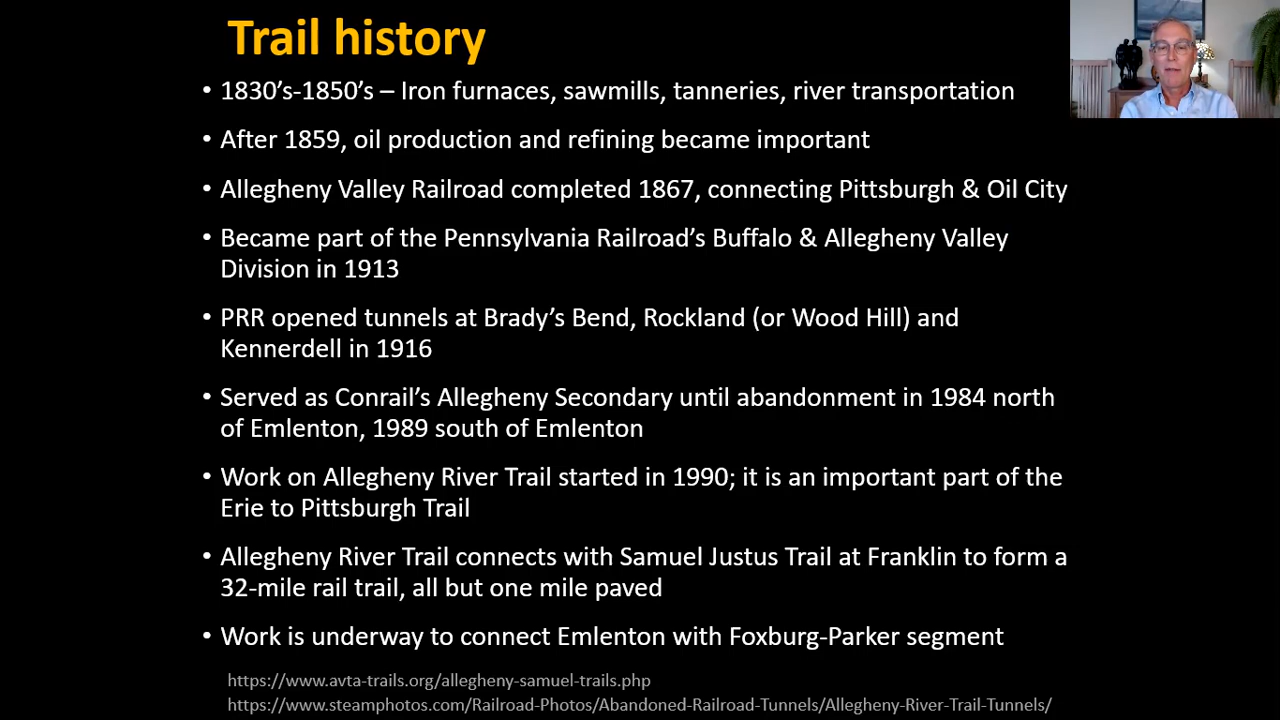 Trail history
• 1830’s-1850’s – Iron furnaces, sawmills, tanneries, river transportation
• After 1859, oil production and refining became important
• Allegheny Valley Railroad completed 1867, connecting Pittsburgh & Oil City
• Became part of the Pennsylvania Railroad’s Buffalo & Allegheny Valley
Division in 1913
• PRR opened tunnels at Brady’s Bend, Rockland (or Wood Hill) and
Kennerdell in 1916
• Served as Conrail’s Allegheny Secondary until abandonment in 1984 north
of Emlenton, 1989 south of Emlenton
• Work on Allegheny River Trail started in 1990; it is an important part of the
Erie to Pittsburgh Trail
• Allegheny River Trail connects with Samuel Justus Trail at Franklin to form a
32-mile rail trail, all but one mile paved
• Work is underway to connect Emlenton with Foxburg-Parker segment
https://www.avta-trails.org/allegheny-samuel-trails.php
https://www.steamphotos.com/Railroad-Photos/Abandoned-Railroad-Tunnels/Allegheny-River-Trail-Tunnels/